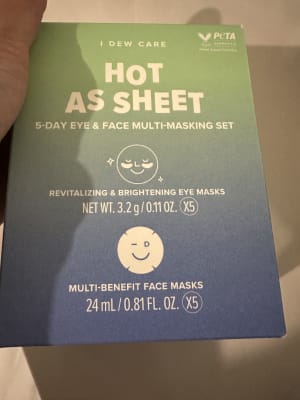 I DEW CARE
PeTA
HOT
AS SHEET
5-DAY EYE & FACE MULTI-MASKING SET
REVITALIZING & BRIGHTENING EYE MASKS
NET WT. 3.2 g / 0.11 OZ. X5
MULTI-BENEFIT FACE MASKS
24 mL / 0.81 FL. OZ. X5